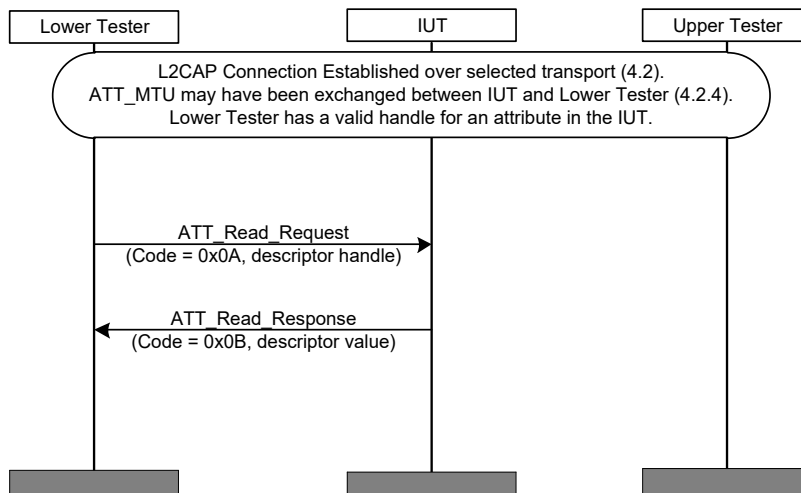 Lower Tester
IUT
Upper Tester
L2CAP Connection Established over selected transport (4.2).
ATT_MTU may have been exchanged between IUT and Lower Tester (4.2.4).
Lower Tester has a valid handle for an attribute in the IUT.
ATT_Read_Request
(Code = 0x0A, descriptor handle)
ATT_Read_Response
(Code = 0x0B, descriptor value)